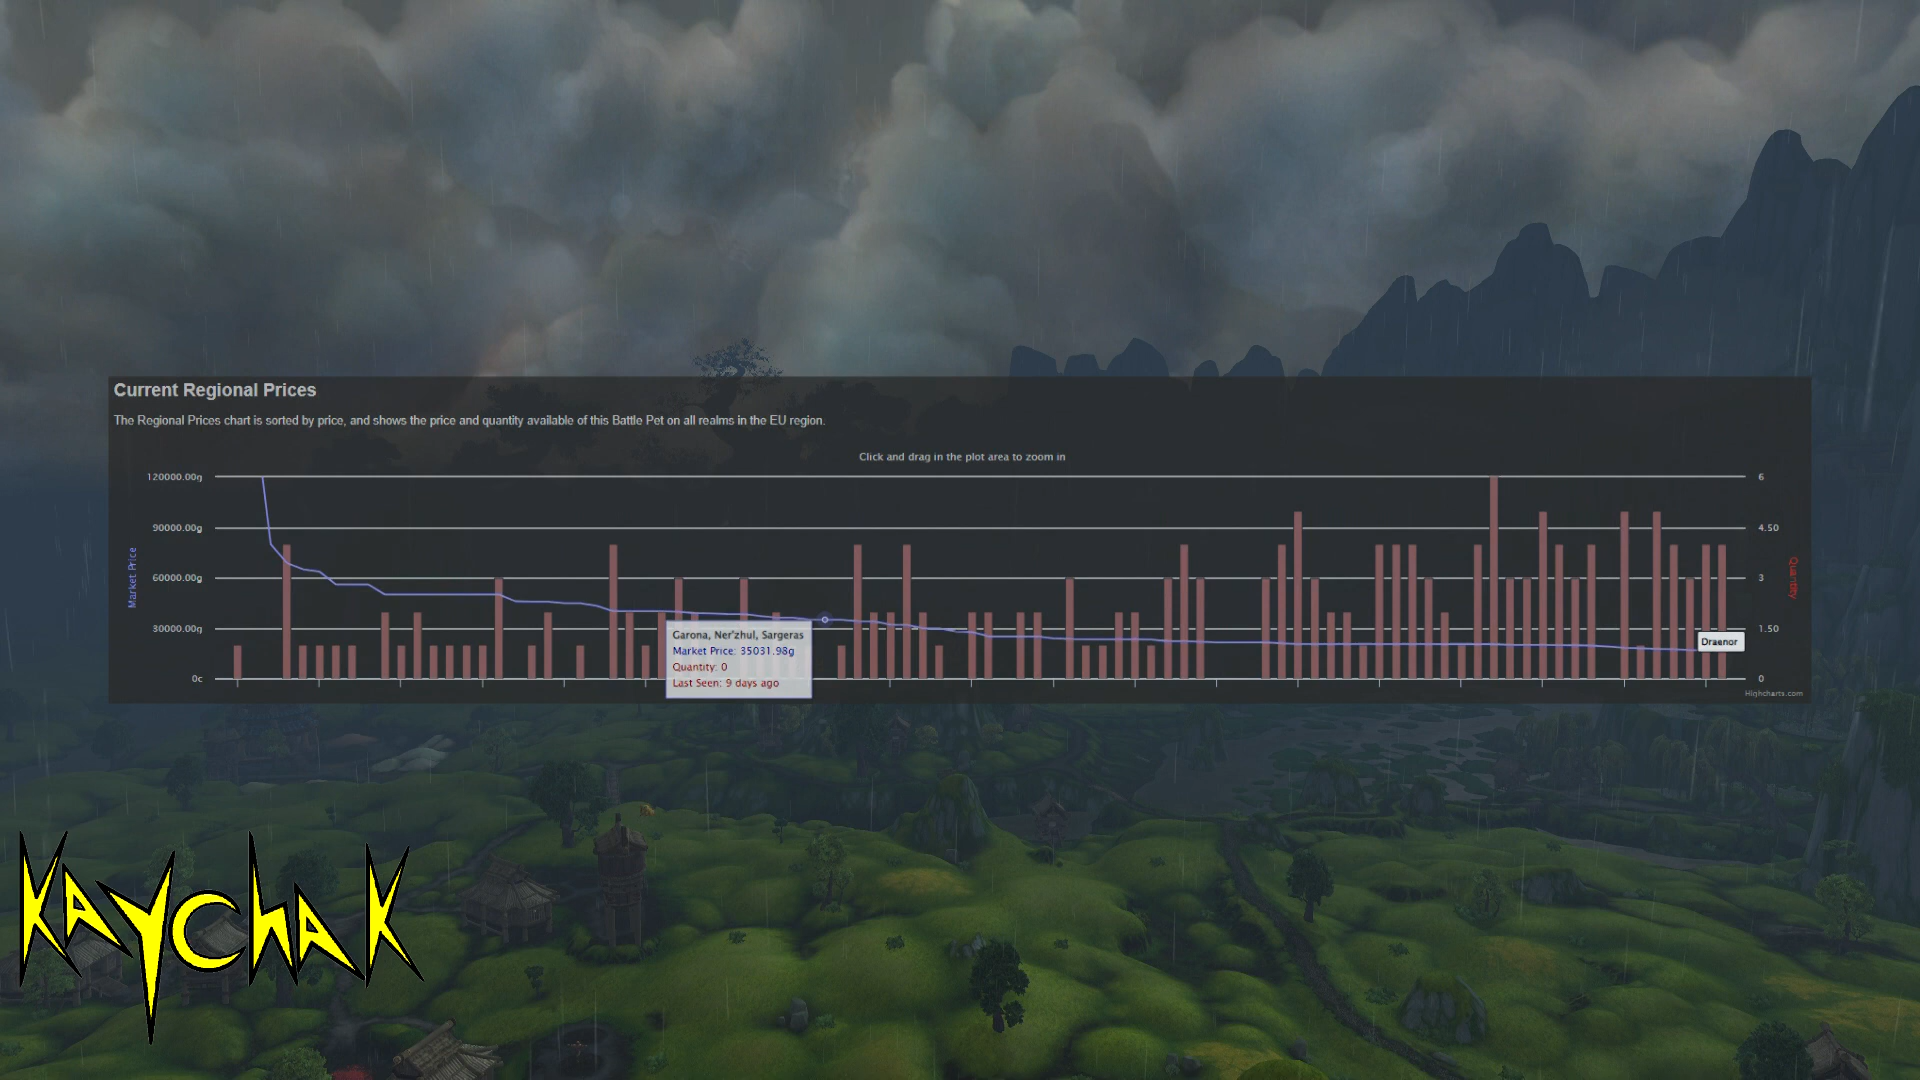 Current Regional Prices
The Regional Prices chart is sorted by price, and shows the price and quantity available of this Battle Pet on all realms in the EU region.
Click and drag in the plot area to zoom in
120000.00g
6
90000.00g
4.50
Market Price
60000.00g
3
Quantity
30000.00g
1.50
Garona, Ner'zhul, Sargeras
Market Price: 35031.98g
Quantity: 0
Last Seen: 9 days ago
Draenor
0c
0
Highcharts.com
KAYCHAK